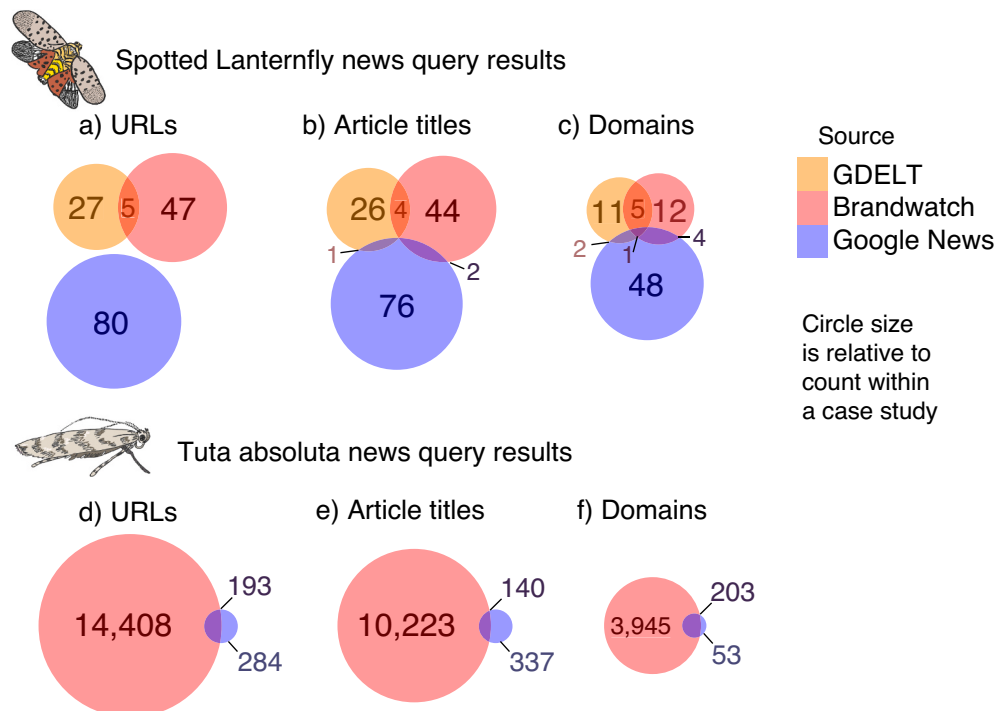 Spotted Lanternfly news query results
a) URLs
b) Article titles
c) Domains
Source
GDELT
Brandwatch
Google News
27 5 47
80
26 4 44
1
2
76
11 5 12
2
1
4
48
Circle size
is relative to
count within
a case study
Tuta absoluta news query results
d) URLs
e) Article titles
f) Domains
14,408
193
284
10,223
140
337
3,945
203
53